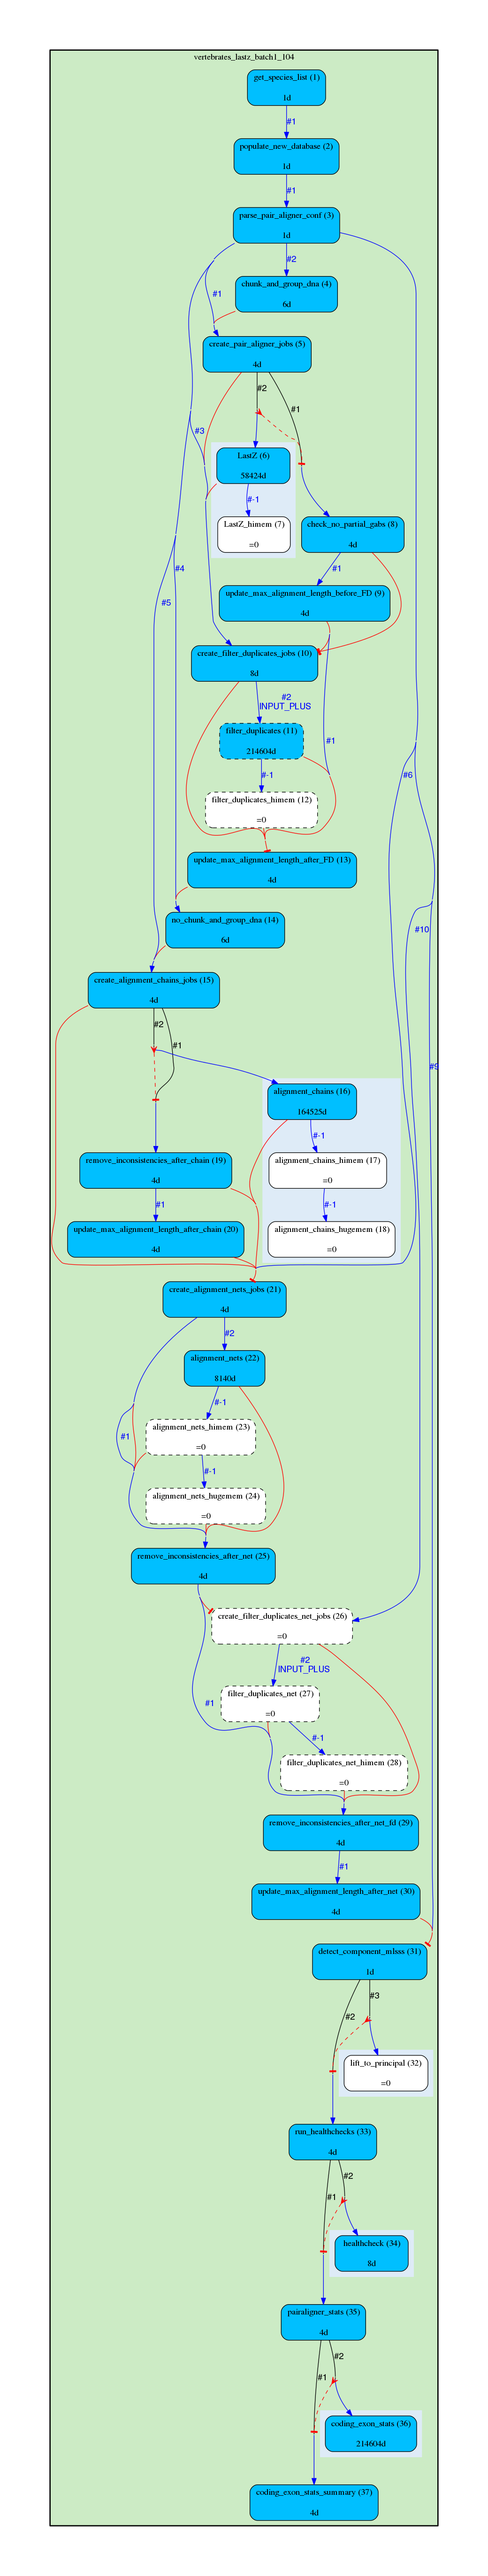 vertebrates_lastz_batch1_104
get_species_list (1)
1d
#1
populate_new_database (2)
1d
#1
parse_pair_aligner_conf (3)
1d
#2
#1
chunk_and_group_dna (4)
6d
create_pair_aligner_jobs (5)
4d
#2
#1
#3
LastZ (6)
58424d
#-1
LastZ_himem (7)
=0
check_no_partial_gabs (8)
4d
#4
#1
update_max_alignment_length_before_FD (9)
4d
#5
create_filter_duplicates_jobs (10)
8d
#2
INPUT_PLUS
filter_duplicates (11)
214604d
#1
#-1
#6
filter_duplicates_himem (12)
=0
update_max_alignment_length_after_FD (13)
4d
no_chunk_and_group_dna (14)
6d
#10
create_alignment_chains_jobs (15)
4d
#2
#1
#9
alignment_chains (16)
164525d
#-1
alignment_chains_himem (17)
=0
remove_inconsistencies_after_chain (19)
4d
#1
#-1
update_max_alignment_length_after_chain (20)
4d
alignment_chains_hugemem (18)
=0
create_alignment_nets_jobs (21)
4d
#2
alignment_nets (22)
8140d
#-1
#1
alignment_nets_himem (23)
=0
#-1
alignment_nets_hugemem (24)
=0
remove_inconsistencies_after_net (25)
4d
create_filter_duplicates_net_jobs (26)
=0
#2
INPUT_PLUS
filter_duplicates_net (27)
=0
#1
#-1
filter_duplicates_net_himem (28)
=0
remove_inconsistencies_after_net_fd (29)
4d
#1
update_max_alignment_length_after_net (30)
4d
detect_component_mlsss (31)
1d
#3
#2
lift_to_principal (32)
=0
run_healthchecks (33)
4d
#2
#1
healthcheck (34)
8d
pairaligner_stats (35)
4d
#2
#1
coding_exon_stats (36)
214604d
coding_exon_stats_summary (37)
4d